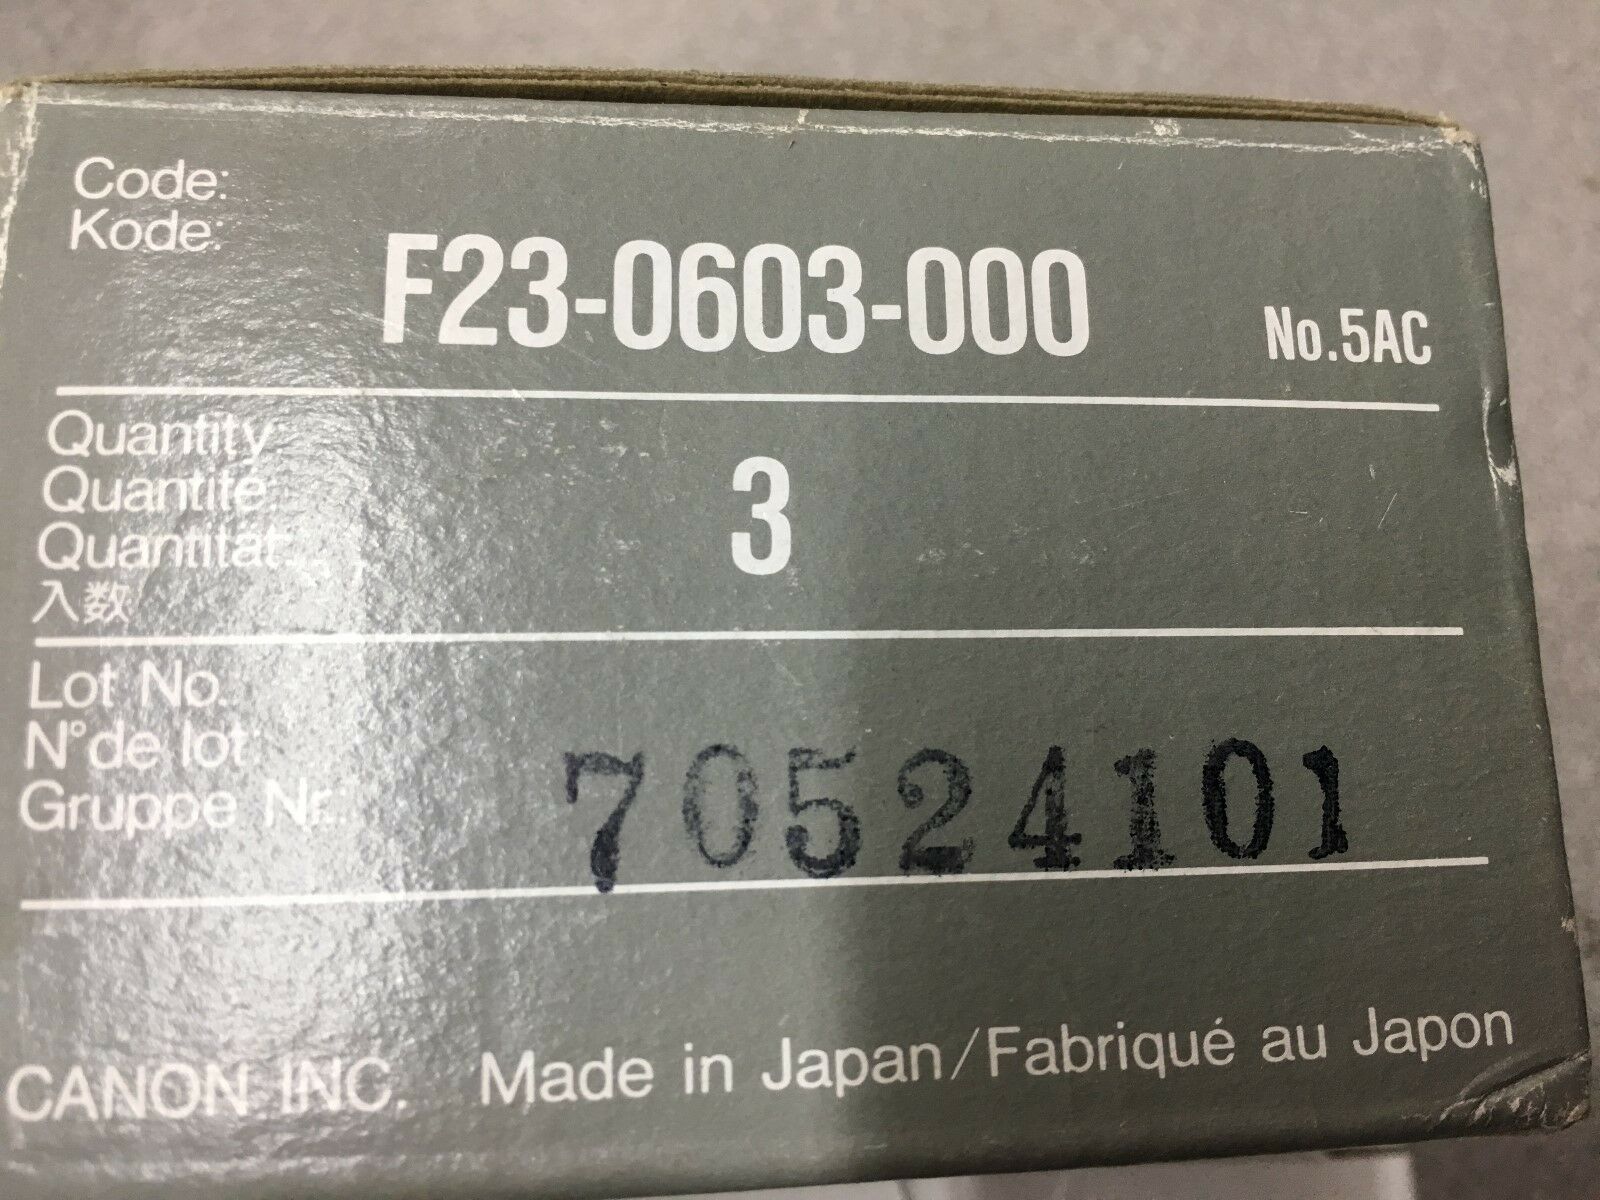 Code:
Kode:
F23-0603-000
No.5AC
Quantity
Quantité
Quantität
入数
3
Lot No.
N° de lot
Gruppe Nr.:
70524101
CANON INC. Made in Japan/Fabriqué au Japon